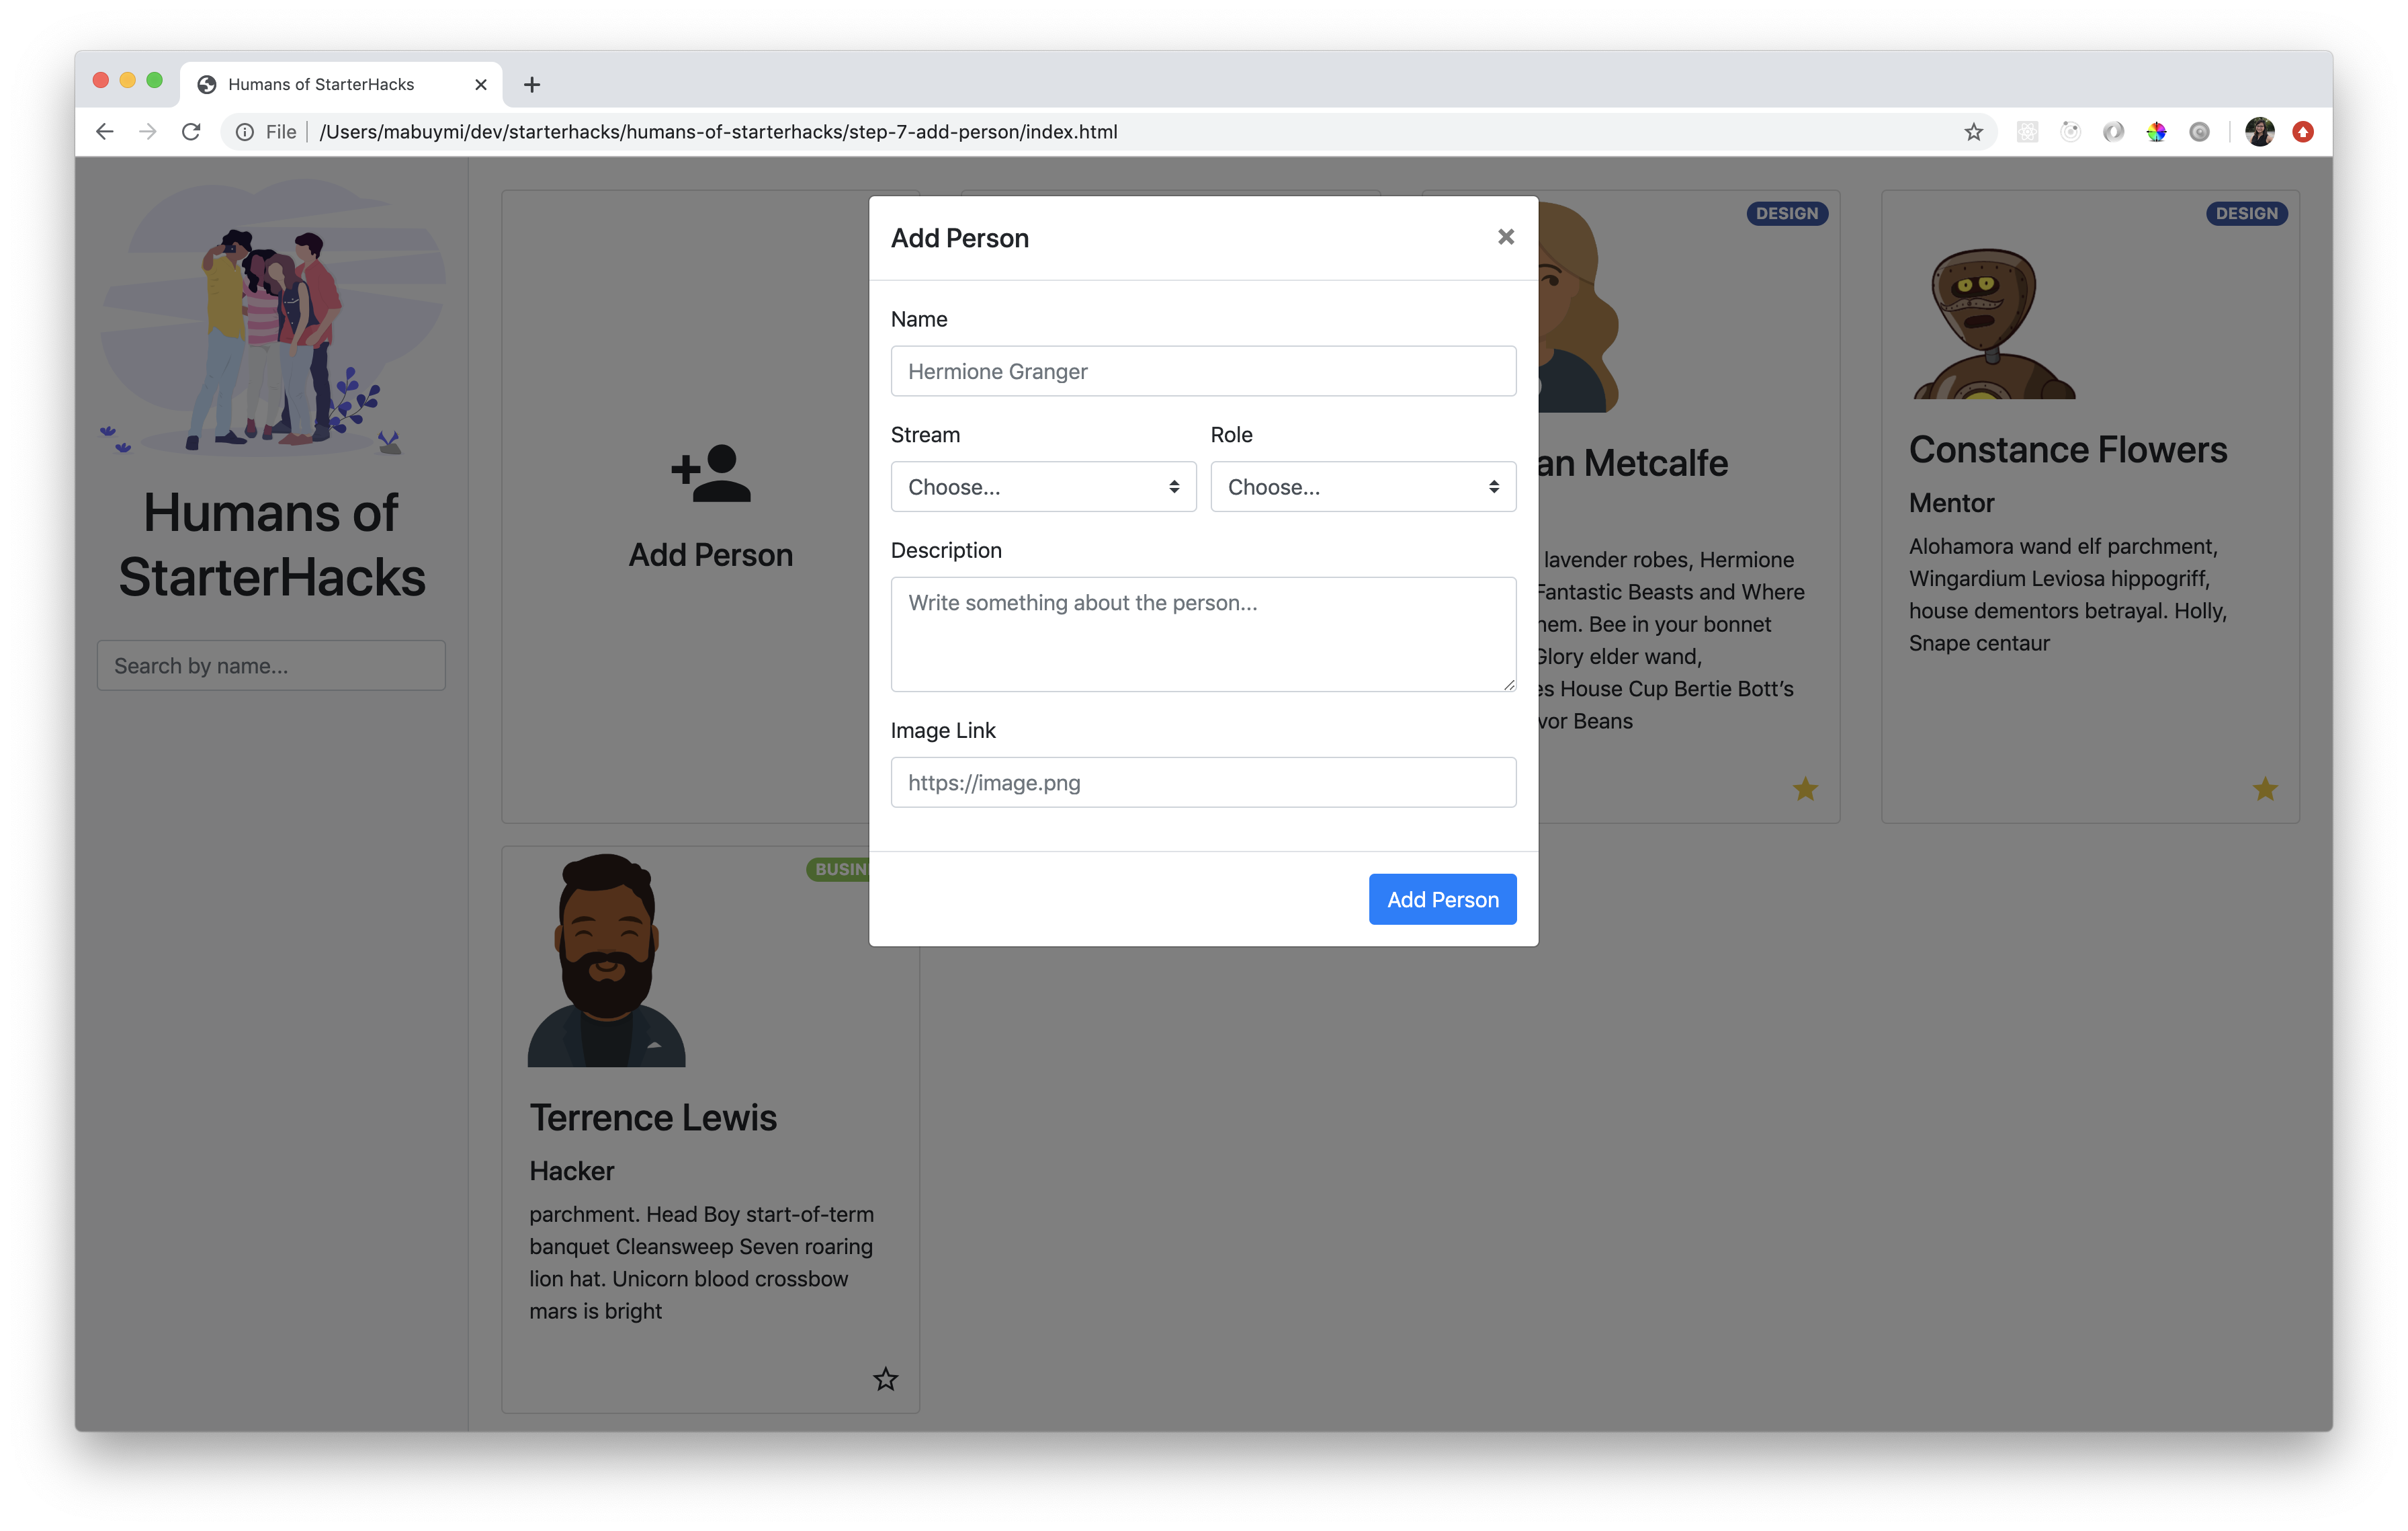 Humans of StarterHacks
File
/Users/mabuymi/dev/starterhacks/humans-of-starterhacks/step-7-add-person/index.html
Humans of
StarterHacks
Search by name...
Add Person
Add Person
Name
Hermione Granger
Stream
Role
Choose...
Choose...
Description
Write something about the person...
Image Link
https://image.png
Add Person
DESIGN
Metcalfe
lavender robes, Hermione
Fantastic Beasts and Where
Bee in your bonnet
Glory elder wand,
House Cup Bertie Bott’s
Beans
DESIGN
Constance Flowers
Mentor
Alohamora wand elf parchment,
Wingardium Leviosa hippogriff,
house dementors betrayal. Holly,
Snape centaur
Terrence Lewis
Hacker
parchment. Head Boy start-of-term
banquet Cleansweep Seven roaring
lion hat. Unicorn blood crossbow
mars is bright